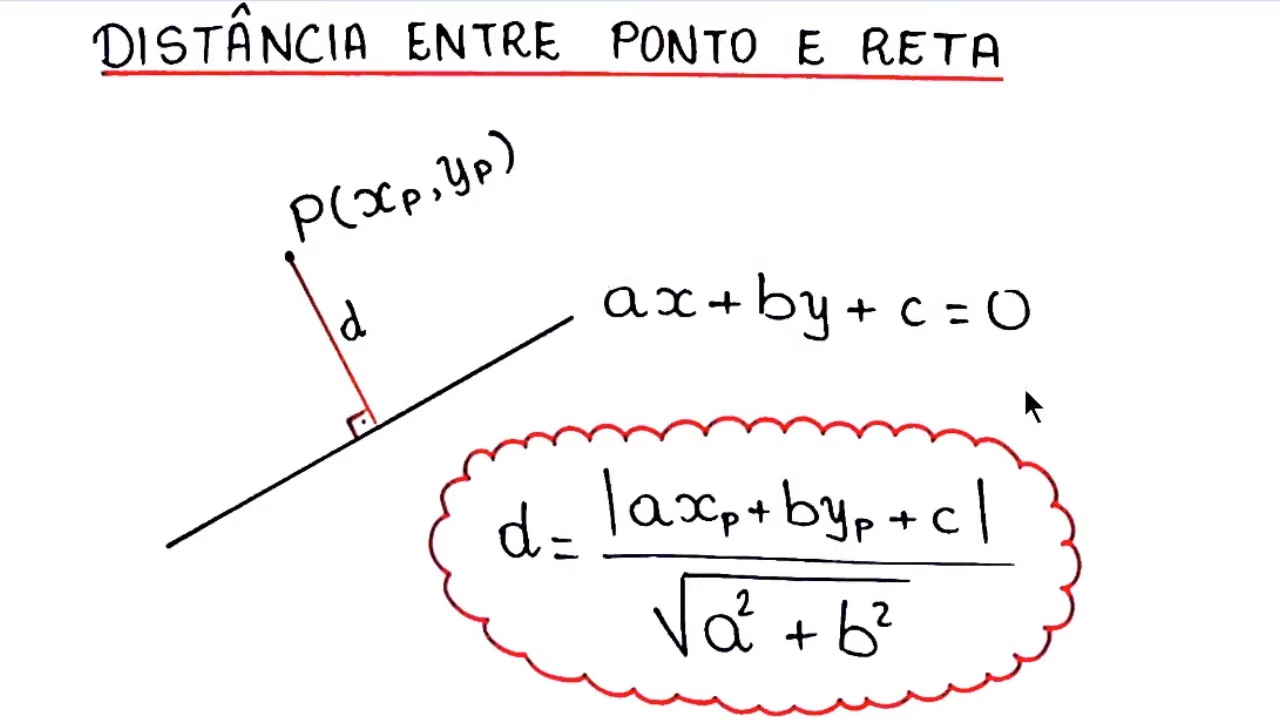 DISTÂNCIA ENTRE PONTO E RETA
P(xₚ, yₚ)
d
ax + by + c = 0
d = |axₚ + byₚ + c|
√a² + b²